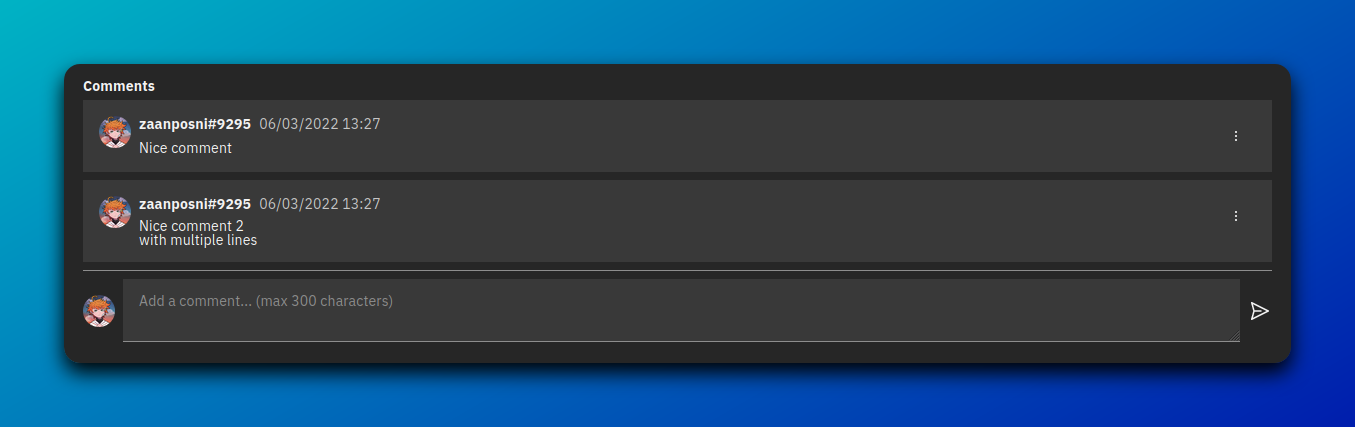 Comments
zaanposni#9295 06/03/2022 13:27
Nice comment
zaanposni#9295 06/03/2022 13:27
Nice comment 2
with multiple lines
Add a comment... (max 300 characters)